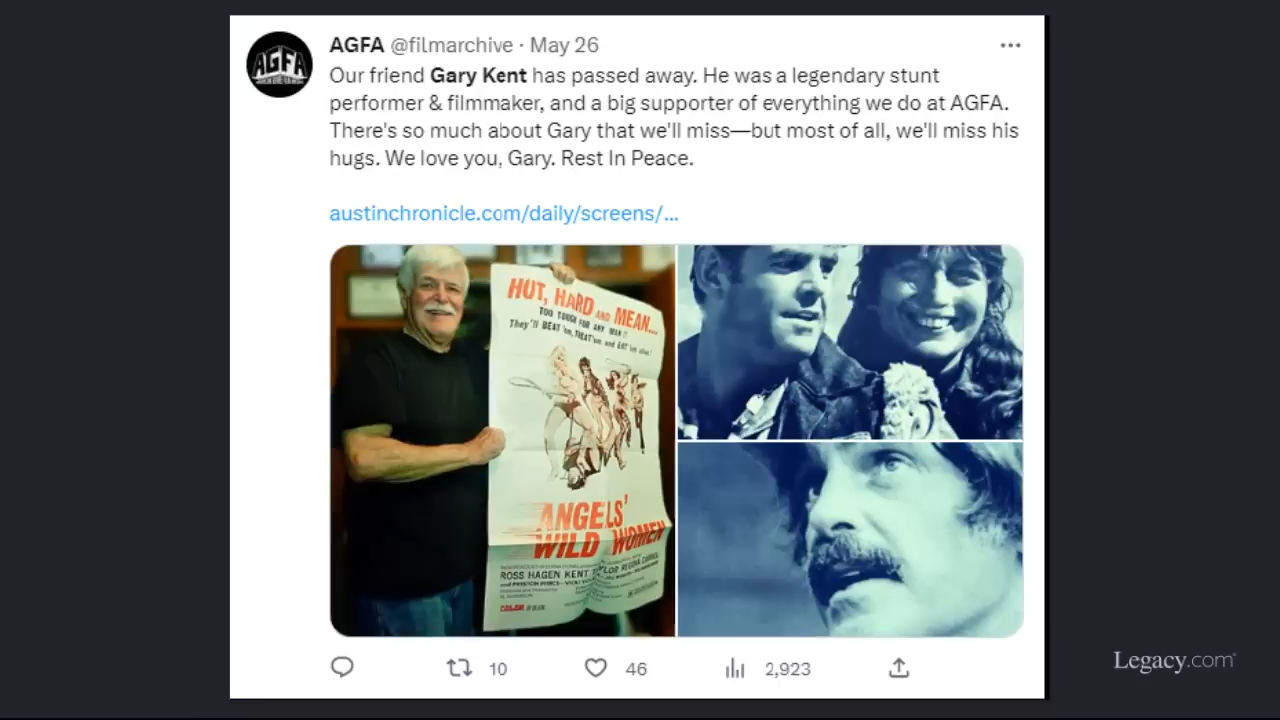 AGFA @filmarchive · May 26
Our friend Gary Kent has passed away. He was a legendary stunt
performer & filmmaker, and a big supporter of everything we do at AGFA.
There's so much about Gary that we'll miss—but most of all, we'll miss his
hugs. We love you, Gary. Rest In Peace.
austinchronicle.com/daily/screens/...
AGFA
HOT, HARD AND MEAN...
TOO TOUGH FOR ANY MAN!!
They'll BEAT 'em, TREAT 'em and EAT 'em alive!
ANGELS'
WILD WOMEN
ROSS HAGEN KENT TAYLOR REGINA CARROL
COLOR
10 46 2,923
Legacy.com